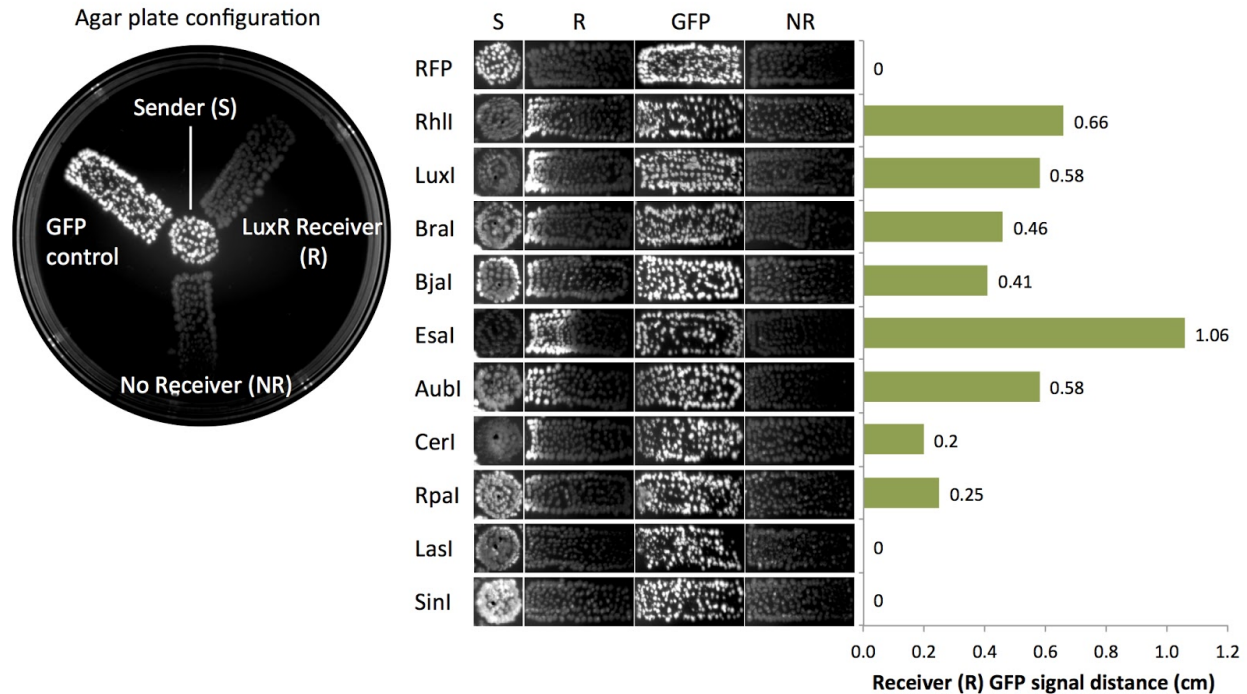 Agar plate configuration
Sender (S)
GFP
control
LuxR Receiver
(R)
No Receiver (NR)
S R GFP NR
RFP 0
RhlI 0.66
LuxI 0.58
BraI 0.46
BjaI 0.41
EsaI 1.06
AubI 0.58
CerI 0.2
RpaI 0.25
LasI 0
SinI 0
0.0 0.2 0.4 0.6 0.8 1.0 1.2
Receiver (R) GFP signal distance (cm)